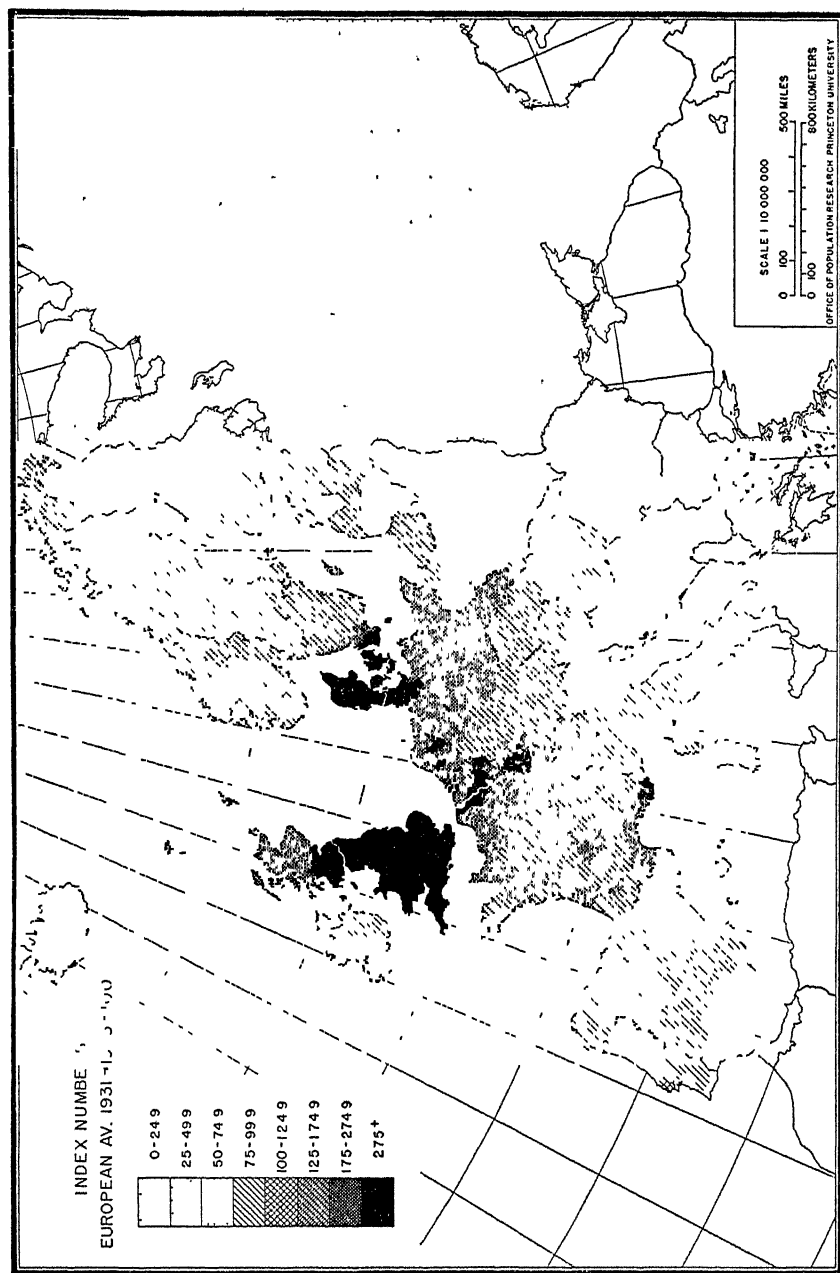 INDEX NUMBE
EUROPEAN AV. 1931-1
0-24 9
25-49 9
50-74 9
75-99 9
100-124 9
125-174 9
175-274 9
275+
SCALE 1 10 000 000
0 100 500 MILES
0 100 800 KILOMETERS
OFFICE OF POPULATION RESEARCH PRINCETON UNIVERSITY